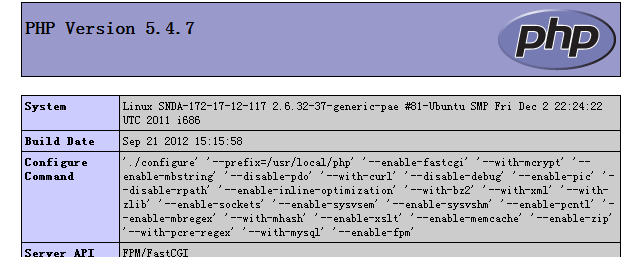 PHP Version 5.4.7
php
System
Linux SNDA-172-17-12-117 2.6.32-37-generic-pae #81-Ubuntu SMP Fri Dec 2 22:24:22
UTC 2011 i686
Build Date
Sep 21 2012 15:15:58
Configure
Command
'./configure' '--prefix=/usr/local/php' '--enable-fastcgi' '--with-mcrypt' '--
enable-mbstring' '--disable-pdo' '--with-curl' '--disable-debug' '--enable-pic' '-
-disable-rpath' '--enable-inline-optimization' '--with-bz2' '--with-xml' '--with-
zlib' '--enable-sockets' '--enable-sysvsem' '--enable-sysvshm' '--enable-pcntl' '-
-enable-mbregex' '--with-mhash' '--enable-xslt' '--enable-memcache' '--enable-zip'
'--with-pcre-regex' '--with-mysql' '--enable-fpm'
Server API
FPM/FastCGI